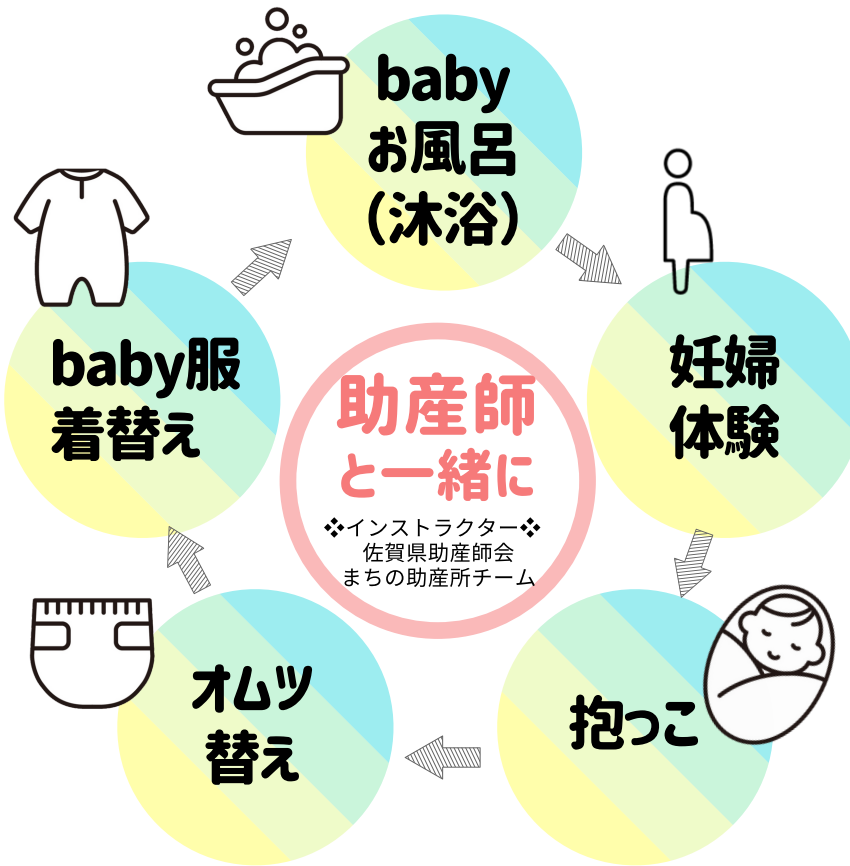 baby
お風呂
（沐浴）
妊婦
体験
抱っこ
オムツ
替え
baby服
着替え
助産師
と一緒に
❖インストラクター❖
佐賀県助産師会
まちの助産所チーム